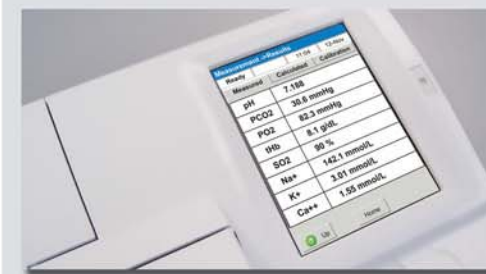 Measurement ->Results
Ready 11:04 12-Nov
Measured Calculated Calibration
pH 7.188
PCO2 30.6 mmHg
PO2 82.3 mmHg
tHb 8.1 g/dL
SO2 90 %
Na+ 142.1 mmol/L
K+ 3.01 mmol/L
Ca++ 1.55 mmol/L
Up Home